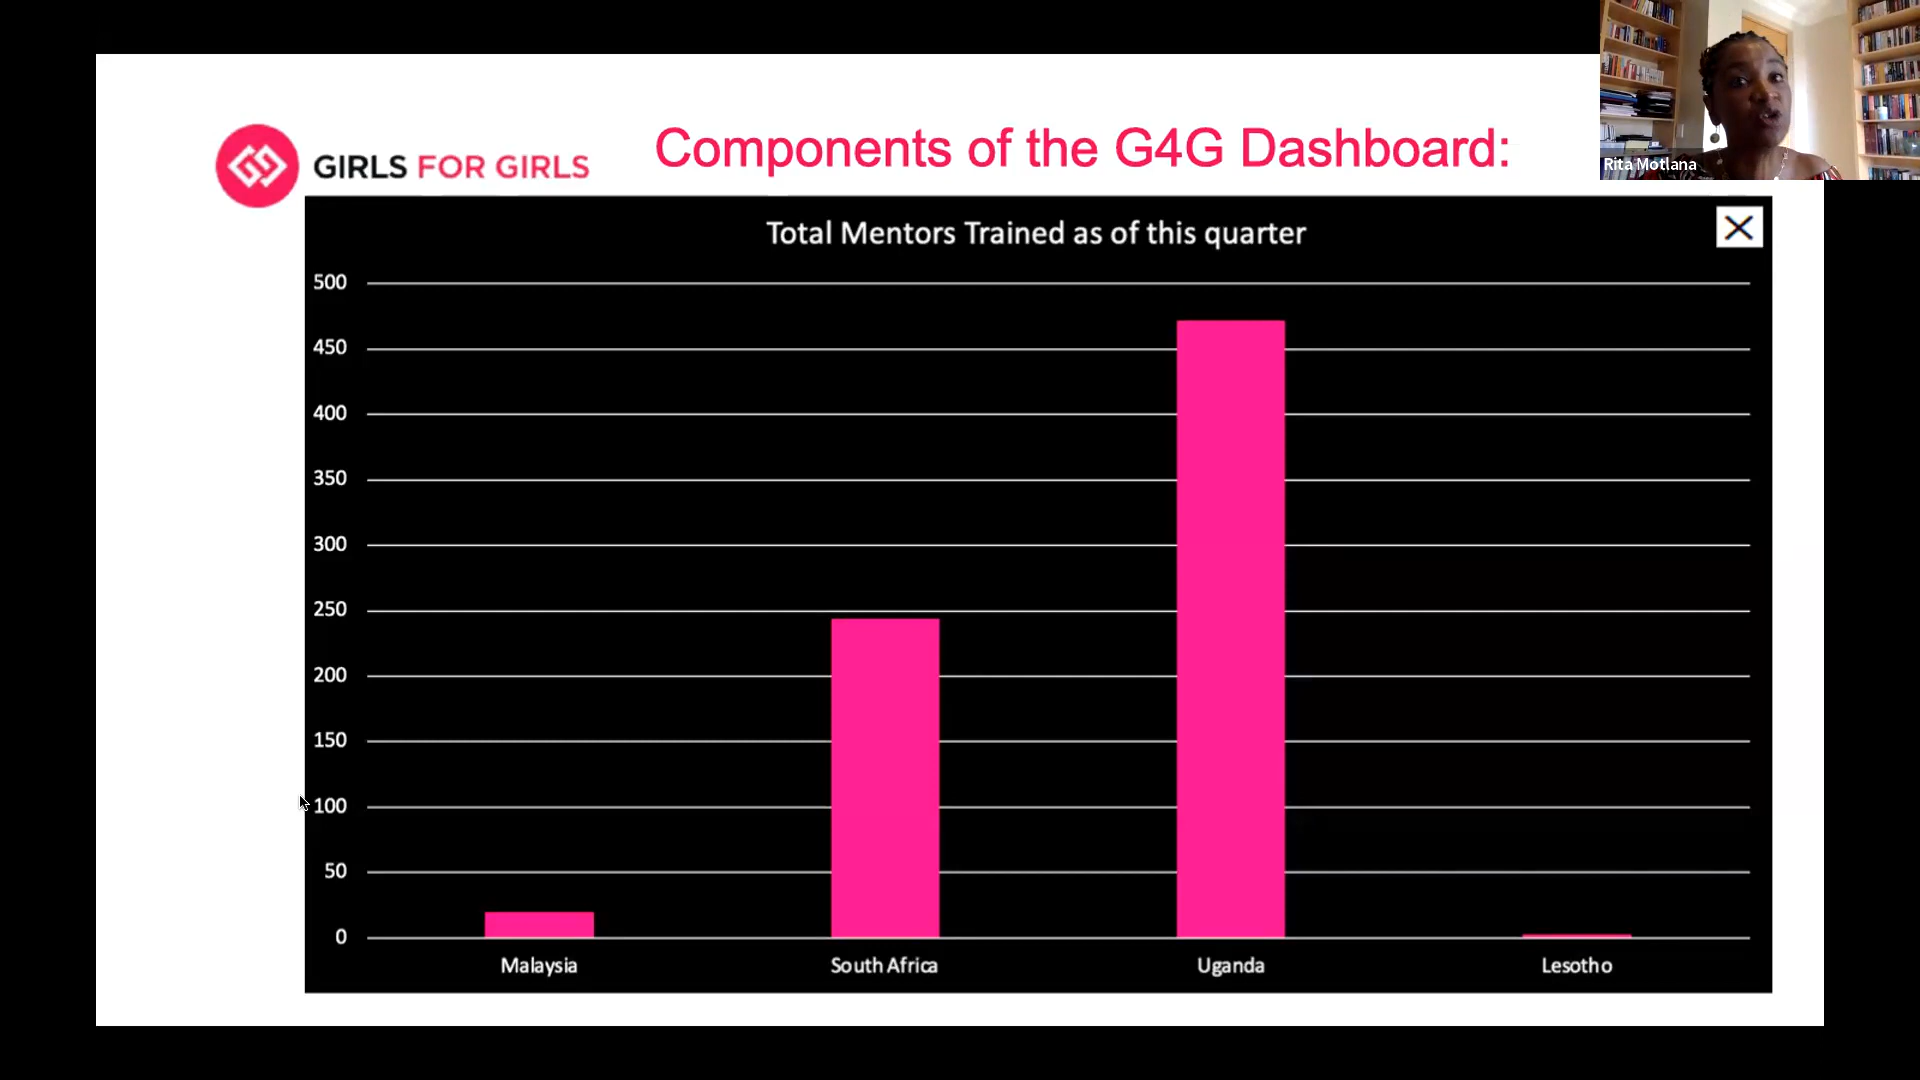 GIRLS FOR GIRLS
Components of the G4G Dashboard:
Rita Motlana
Total Mentors Trained as of this quarter
500
450
400
350
300
250
200
150
100
50
0
Malaysia
South Africa
Uganda
Lesotho